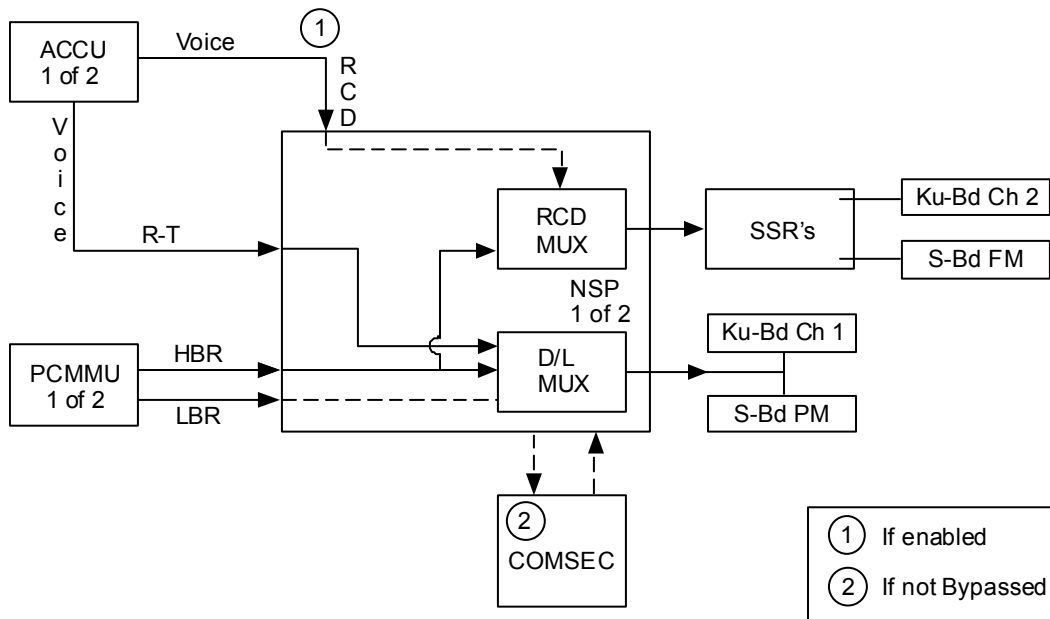 ACCU
1 of 2
Voice
1
RCD
Voice
R-T
RCD
MUX
SSR's
Ku-Bd Ch 2
S-Bd FM
NSP
1 of 2
PCMMU
1 of 2
HBR
LBR
D/L
MUX
Ku-Bd Ch 1
S-Bd PM
2
COMSEC
1 If enabled
2 If not Bypassed